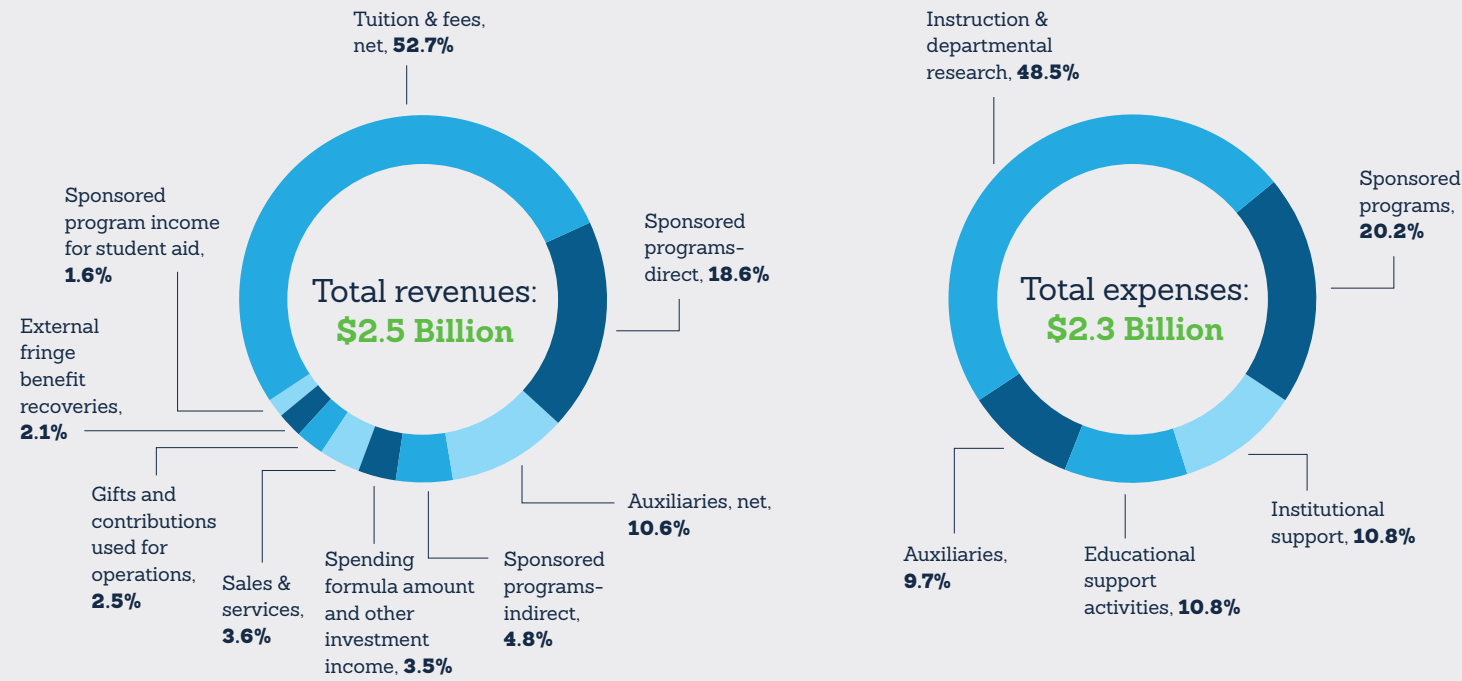 Tuition & fees,
net, 52.7%
Sponsored
programs-
direct, 18.6%
Auxiliaries, net,
10.6%
Sponsored
programs-
indirect,
4.8%
Spending
formula amount
and other
investment
income, 3.5%
Sales &
services,
3.6%
Gifts and
contributions
used for
operations,
2.5%
External
fringe
benefit
recoveries,
2.1%
Sponsored
program income
for student aid,
1.6%
Total revenues:
$2.5 Billion
Instruction &
departmental
research, 48.5%
Sponsored
programs,
20.2%
Institutional
support, 10.8%
Educational
support
activities, 10.8%
Auxiliaries,
9.7%
Total expenses:
$2.3 Billion